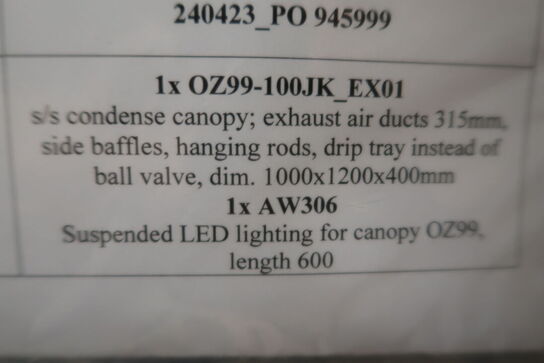 240423_PO 945999
1x OZ99-100JK_EX01
s/s condense canopy; exhaust air ducts 315mm,
side baffles, hanging rods, drip tray instead of
ball valve, dim. 1000x1200x400mm
1x AW306
Suspended LED lighting for canopy OZ99,
length 600